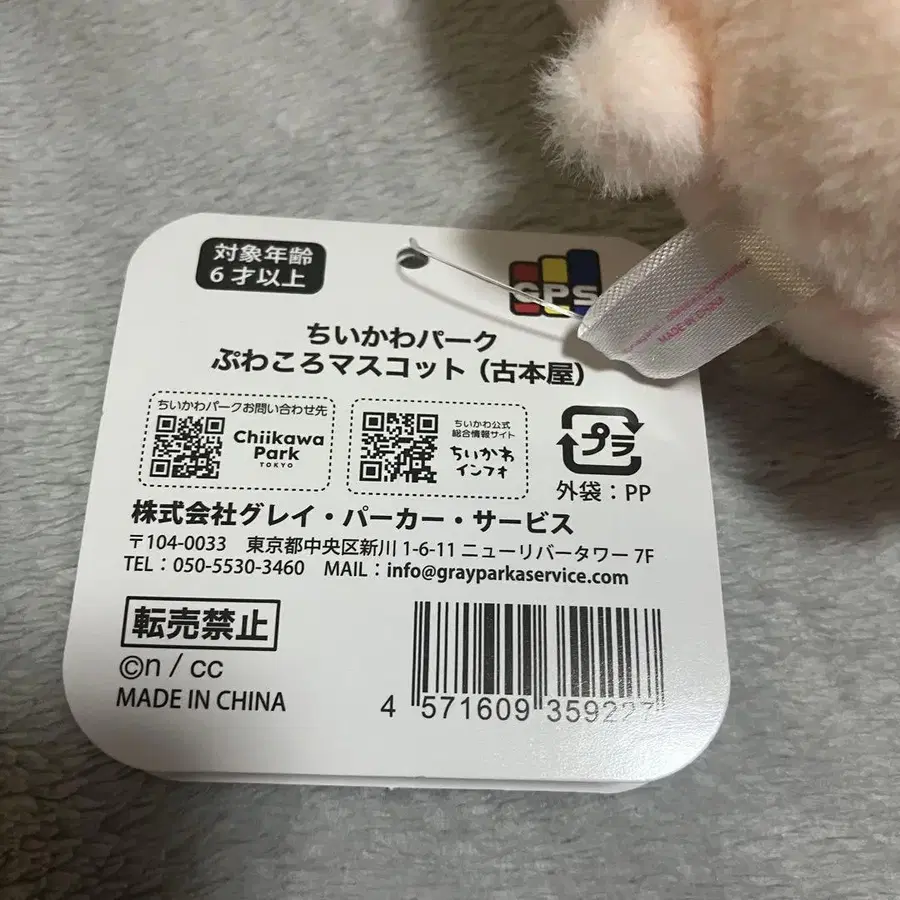 対象年齢
6才以上
GPS
ちいかわパーク
ぷわころマスコット（古本屋）
ちいかわパークお問い合わせ先
Chiikawa
Park
TOKYO
ちいかわ公式
総合情報サイト
ちいかわ
インフォ
プラ
外袋：PP
株式会社グレイ・パーカー・サービス
〒104-0033 東京都中央区新川1-6-11 ニューリバータワー 7F
TEL：050-5530-3460 MAIL：info@grayparkaservice.com
転売禁止
©n / cc
MADE IN CHINA
4 571609 359227
MADE IN CHINA